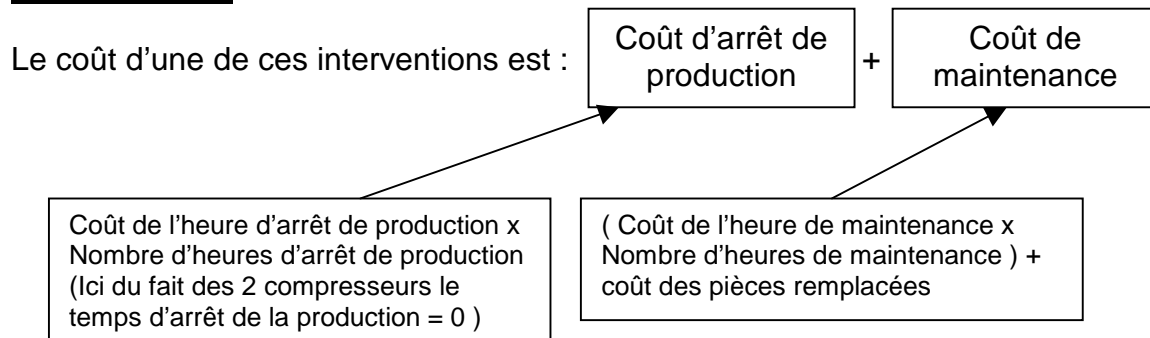 Le coût d’une de ces interventions est :
Coût d’arrêt de
production
+
Coût de
maintenance
Coût de l’heure d’arrêt de production x
Nombre d’heures d’arrêt de production
(Ici du fait des 2 compresseurs le
temps d’arrêt de la production = 0 )
( Coût de l’heure de maintenance x
Nombre d’heures de maintenance ) +
coût des pièces remplacées